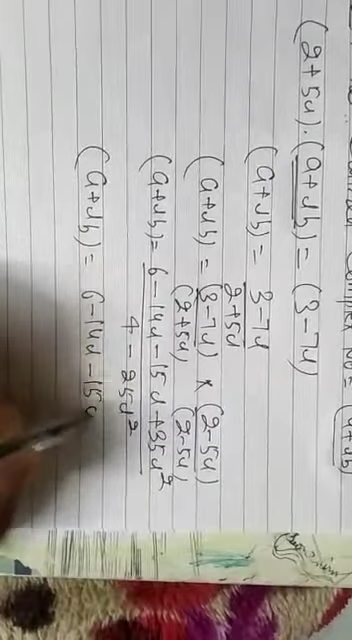 Complex no = (a+ib)
(2+5i).(a+ib) = (3-7i)
(a+ib) = 3-7i
2+5i
(a+ib) = (3-7i) × (2-5i)
(2+5i) (2-5i)
(a+ib) = 6-14i-15i+35i²
4-25i²
(a+ib) = 6-14i-15i